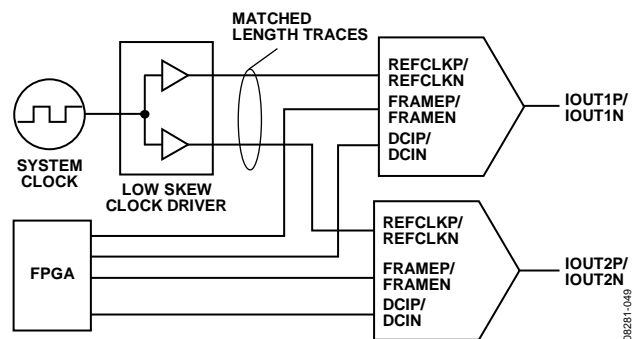 MATCHED
LENGTH TRACES
REFCLKP/
REFCLKN
FRAMEP/
FRAMEN
DCIP/
DCIN
IOUT1P/
IOUT1N
SYSTEM
CLOCK
LOW SKEW
CLOCK DRIVER
FPGA
REFCLKP/
REFCLKN
FRAMEP/
FRAMEN
DCIP/
DCIN
IOUT2P/
IOUT2N
08281-049